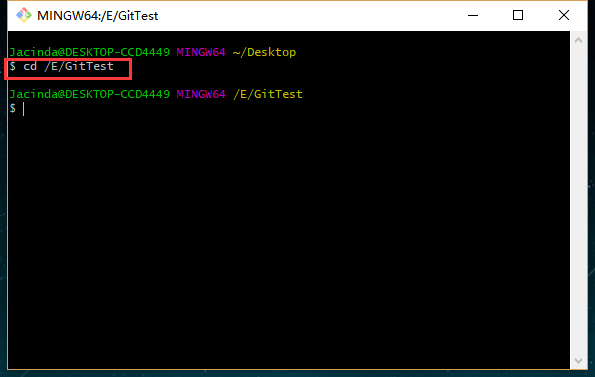 MINGW64:/E/GitTest
Jacinda@DESKTOP-CCD4449 MINGW64 ~/Desktop
$ cd /E/GitTest
Jacinda@DESKTOP-CCD4449 MINGW64 /E/GitTest
$